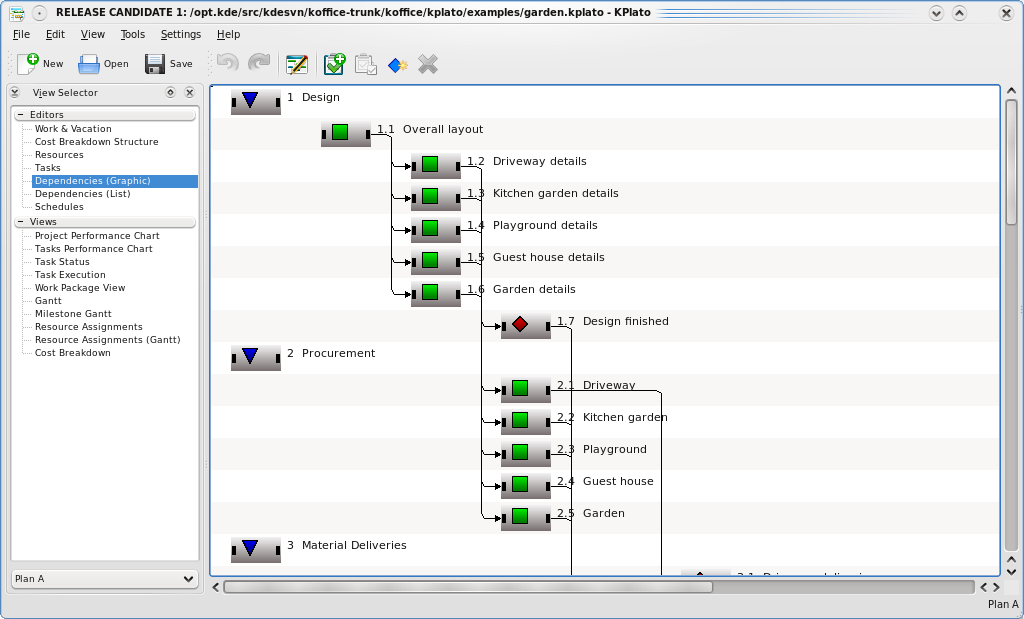 RELEASE CANDIDATE 1: /opt.kde/src/kdesvn/koffice-trunk/koffice/kplato/examples/garden.kplato - KPlato
File Edit View Tools Settings Help
New Open Save
View Selector
Editors
Work & Vacation
Cost Breakdown Structure
Resources
Tasks
Dependencies (Graphic)
Dependencies (List)
Schedules
Views
Project Performance Chart
Tasks Performance Chart
Task Status
Task Execution
Work Package View
Gantt
Milestone Gantt
Resource Assignments
Resource Assignments (Gantt)
Cost Breakdown
Plan A
1 Design
1.1 Overall layout
1.2 Driveway details
1.3 Kitchen garden details
1.4 Playground details
1.5 Guest house details
1.6 Garden details
1.7 Design finished
2 Procurement
2.1 Driveway
2.2 Kitchen garden
2.3 Playground
2.4 Guest house
2.5 Garden
3 Material Deliveries
Plan A